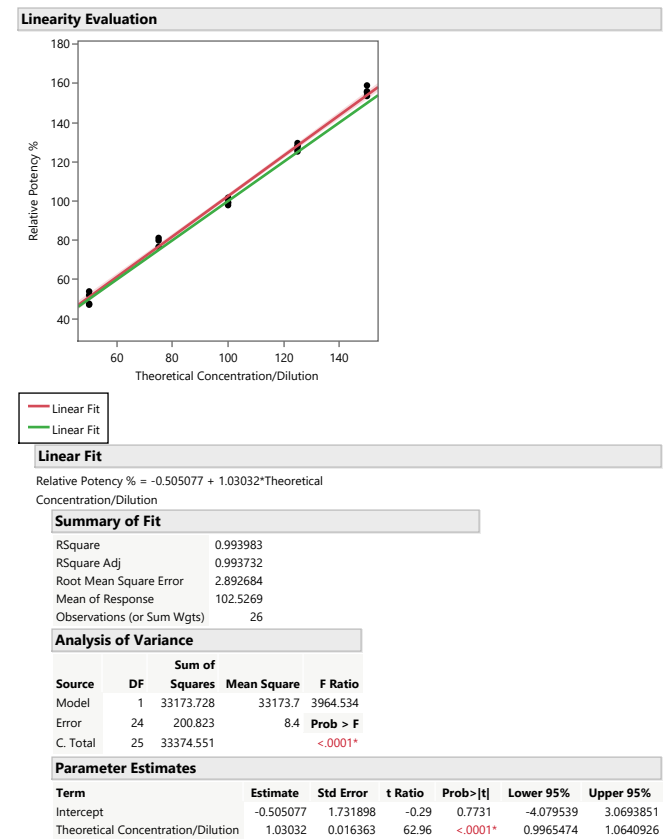 Linearity Evaluation
180
160
140
120
100
80
60
40
Relative Potency %
60 80 100 120 140
Theoretical Concentration/Dilution
Linear Fit
Linear Fit
Linear Fit
Relative Potency % = -0.505077 + 1.03032*Theoretical
Concentration/Dilution
Summary of Fit
RSquare 0.993983
RSquare Adj 0.993732
Root Mean Square Error 2.892684
Mean of Response 102.5269
Observations (or Sum Wgts) 26
Analysis of Variance
Sum of
Source DF Squares Mean Square F Ratio
Model 1 33173.728 33173.7 3964.534
Error 24 200.823 8.4 Prob > F
C. Total 25 33374.551 <.0001*
Parameter Estimates
Term Estimate Std Error t Ratio Prob>|t| Lower 95% Upper 95%
Intercept -0.505077 1.731898 -0.29 0.7731 -4.079539 3.0693851
Theoretical Concentration/Dilution 1.03032 0.016363 62.96 <.0001* 0.9965474 1.0640926